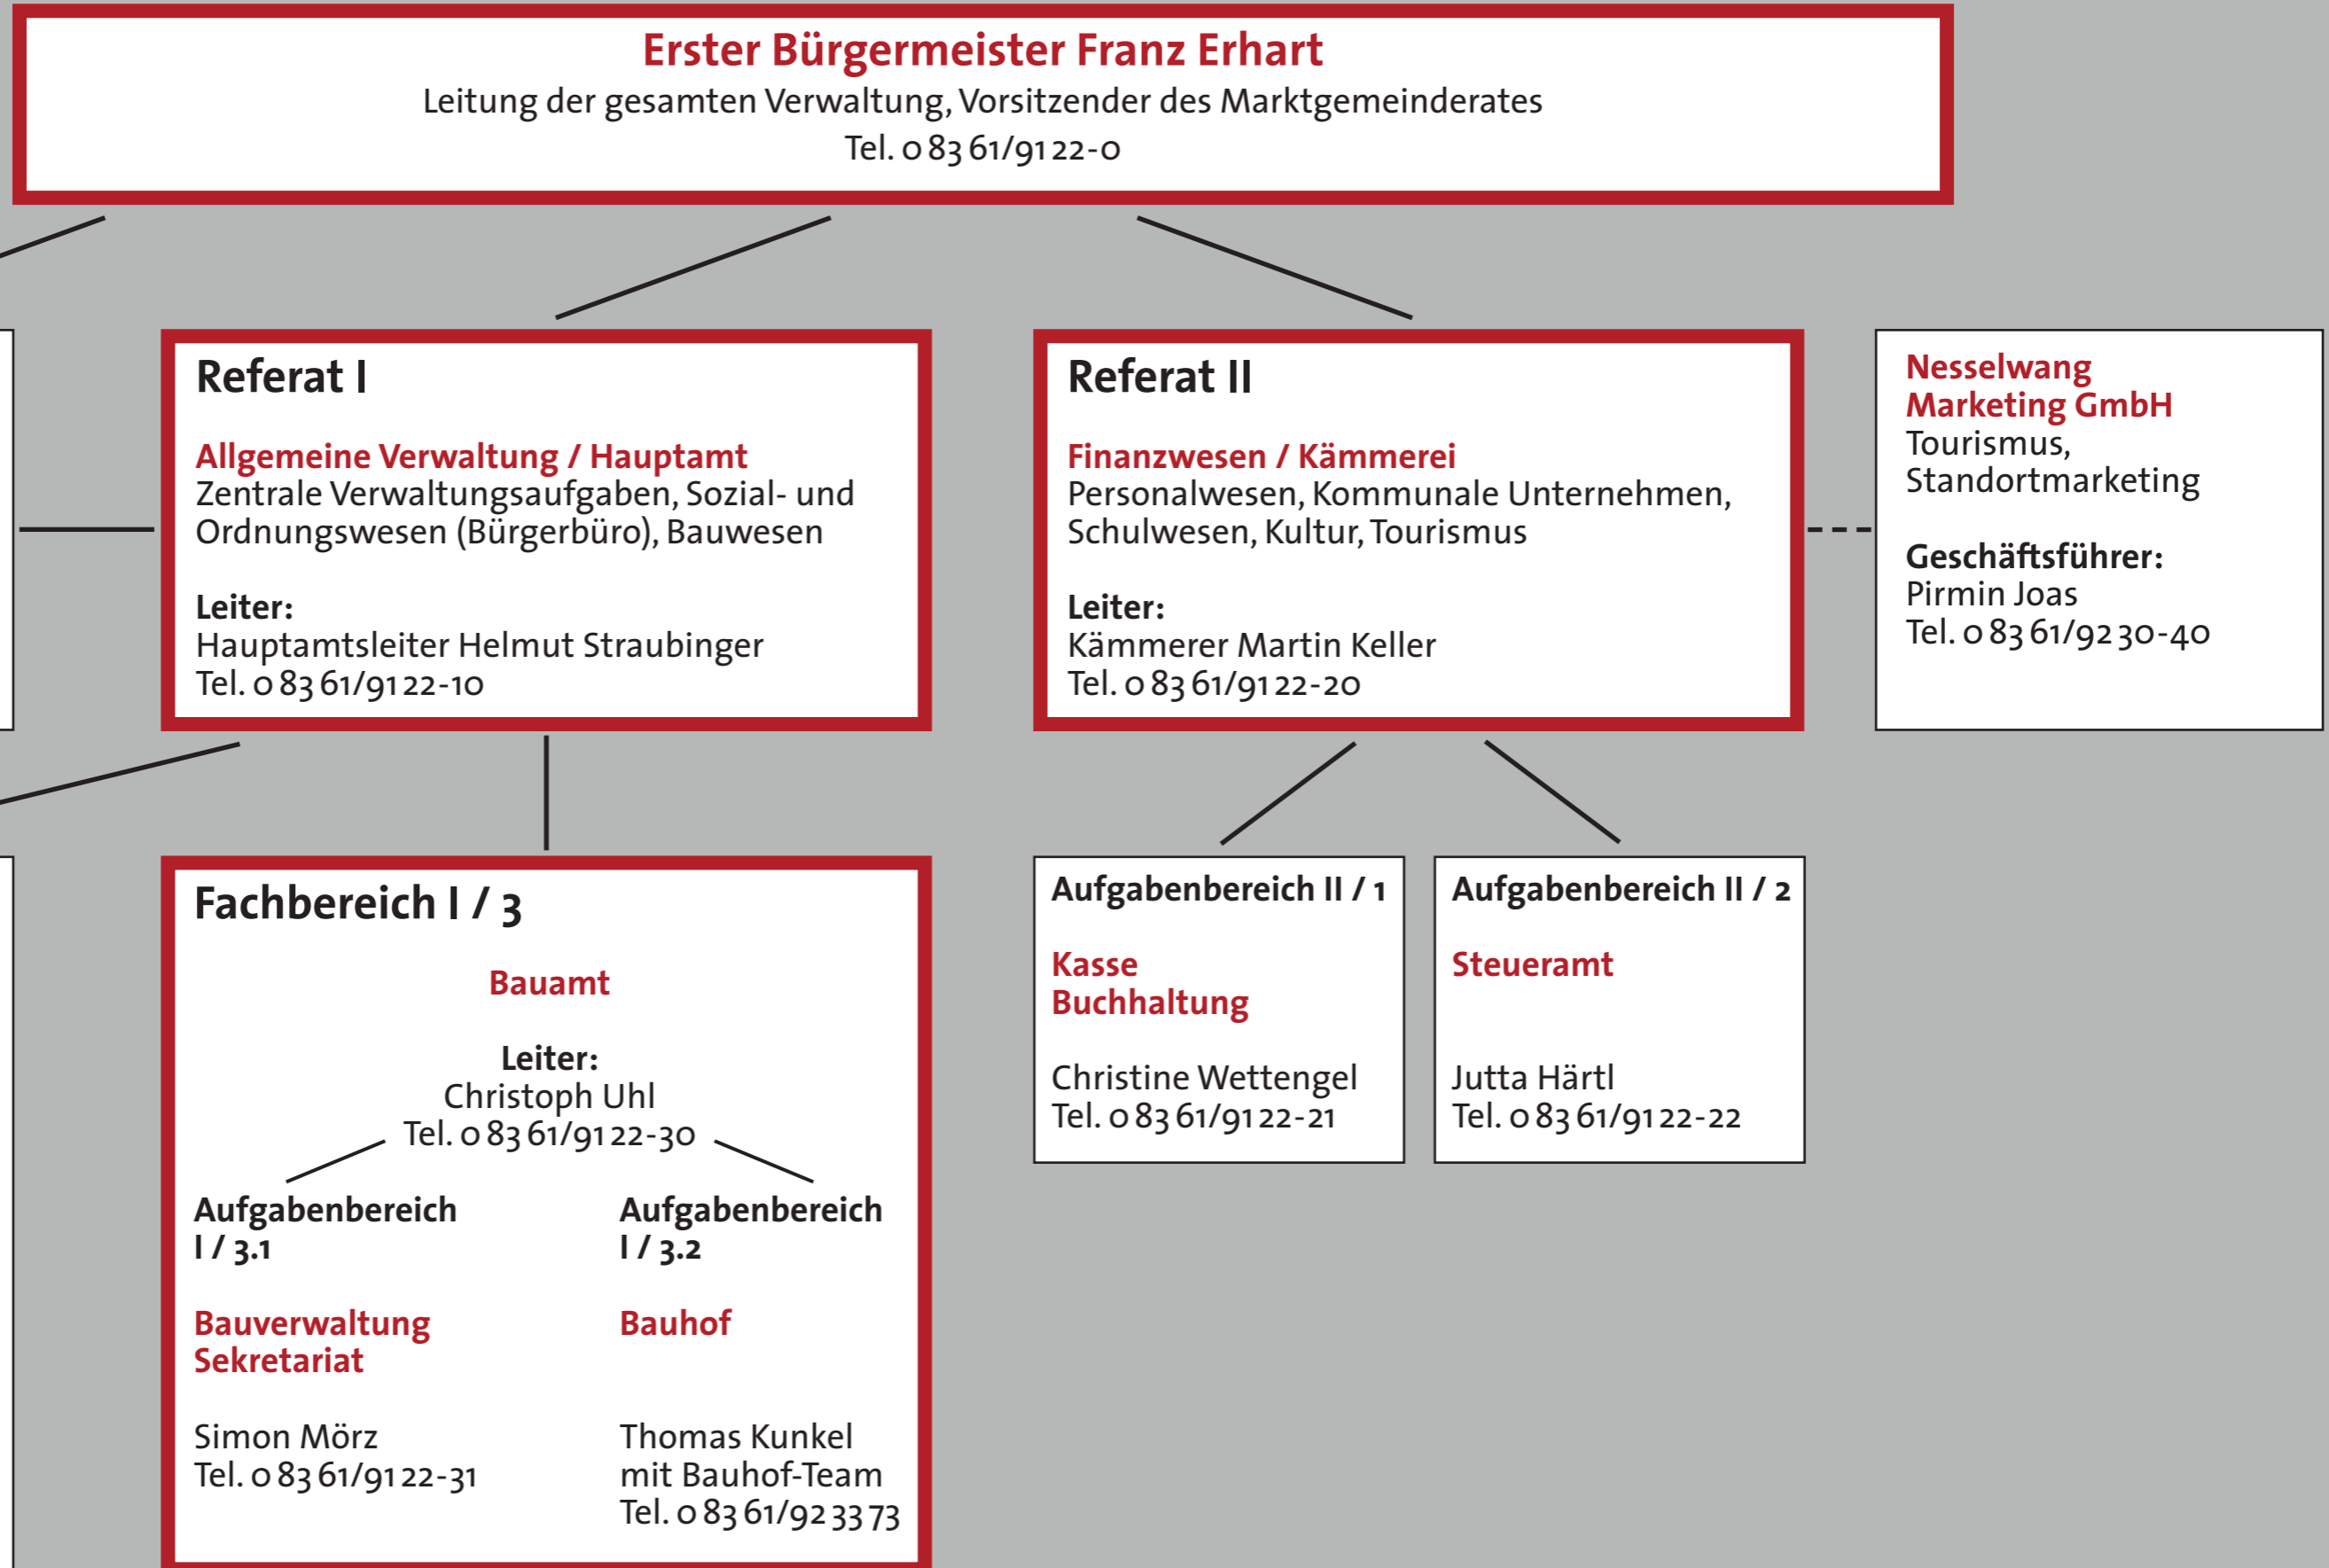 Erster Bürgermeister Franz Erhart
Leitung der gesamten Verwaltung, Vorsitzender des Marktgemeinderates
Tel. 0 83 61/91 22-0
Referat I
Allgemeine Verwaltung / Hauptamt
Zentrale Verwaltungsaufgaben, Sozial- und
Ordnungswesen (Bürgerbüro), Bauwesen
Leiter:
Hauptamtsleiter Helmut Straubinger
Tel. 0 83 61/91 22-10
Referat II
Finanzwesen / Kämmerei
Personalwesen, Kommunale Unternehmen,
Schulwesen, Kultur, Tourismus
Leiter:
Kämmerer Martin Keller
Tel. 0 83 61/91 22-20
Nesselwang
Marketing GmbH
Tourismus,
Standortmarketing
Geschäftsführer:
Pirmin Joas
Tel. 0 83 61/92 30-40
Fachbereich I / 3
Bauamt
Leiter:
Christoph Uhl
Tel. 0 83 61/91 22-30
Aufgabenbereich
I / 3.1
Bauverwaltung
Sekretariat
Simon Mörz
Tel. 0 83 61/91 22-31
Aufgabenbereich
I / 3.2
Bauhof
Thomas Kunkel
mit Bauhof-Team
Tel. 0 83 61/92 33 73
Aufgabenbereich II / 1
Kasse
Buchhaltung
Christine Wettengel
Tel. 0 83 61/91 22-21
Aufgabenbereich II / 2
Steueramt
Jutta Härtl
Tel. 0 83 61/91 22-22